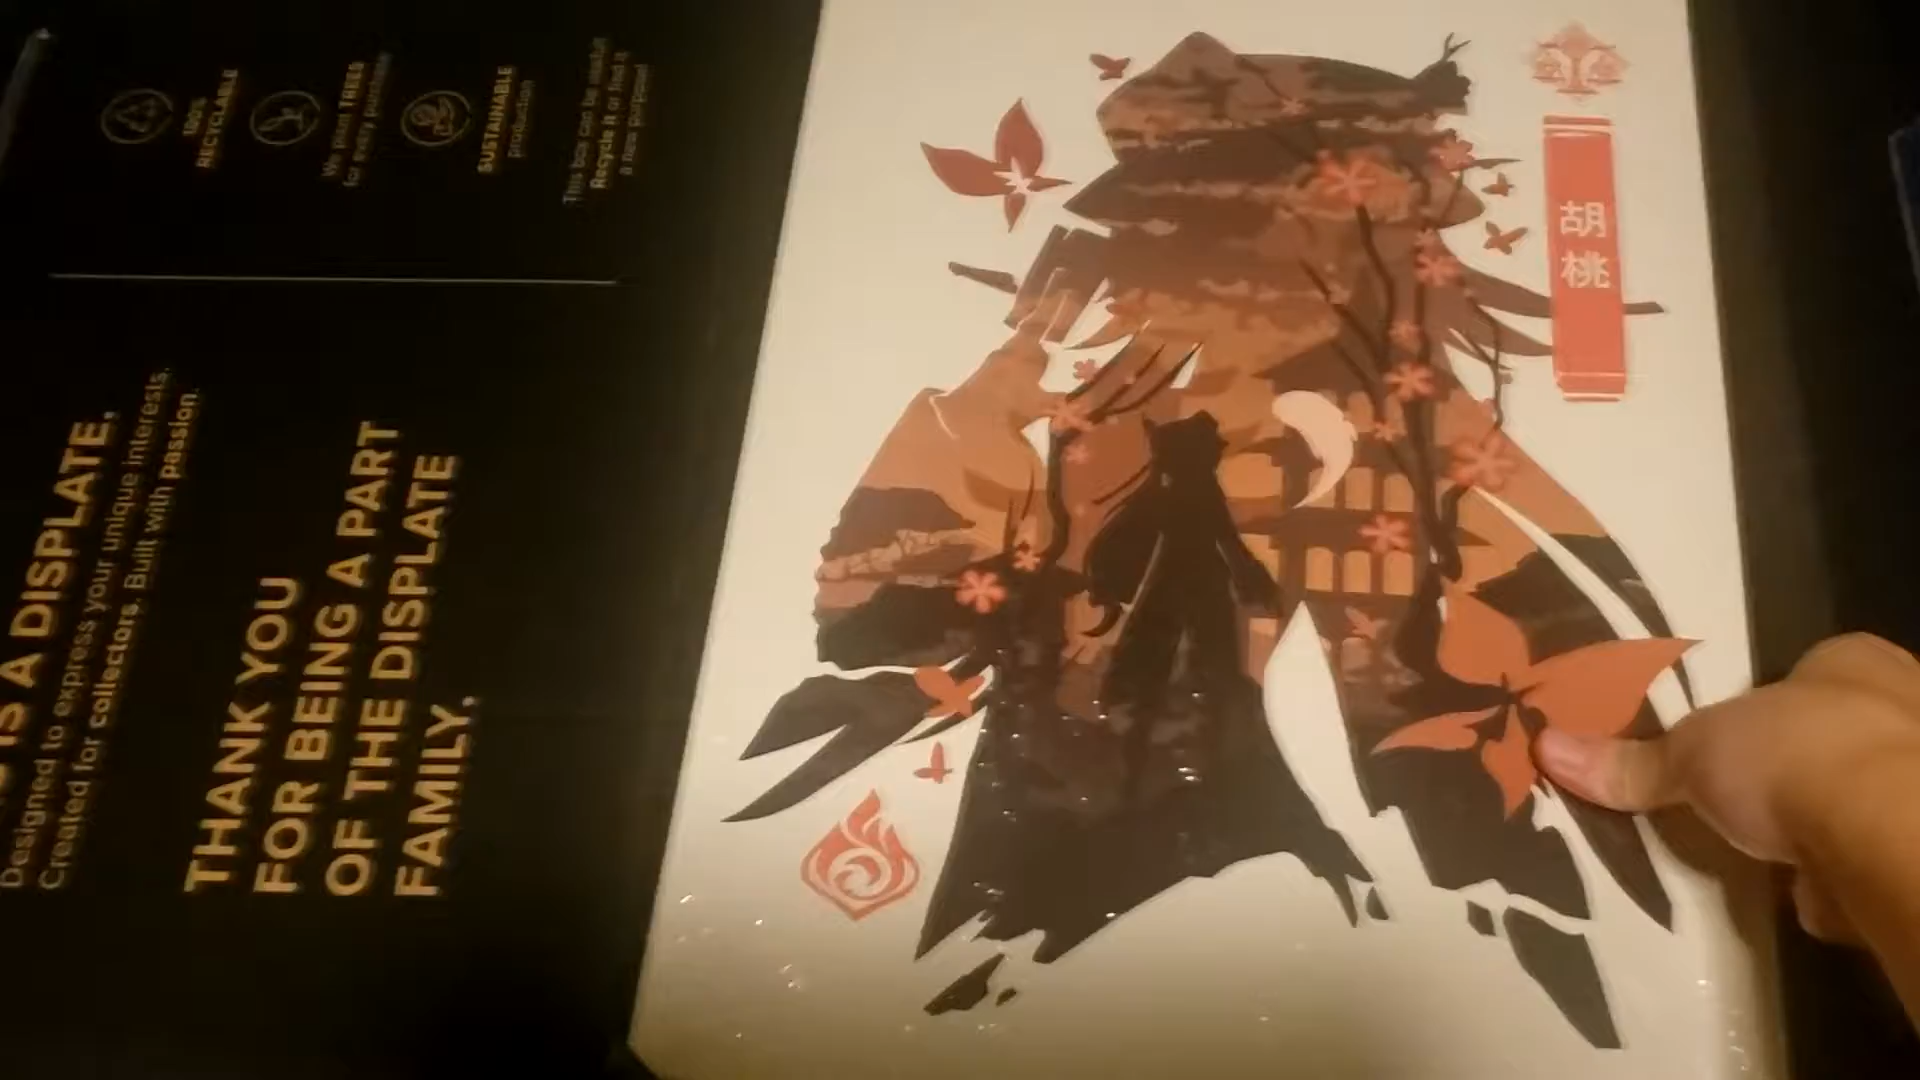 100%
RECYCLABLE
We plant TREES
for every purchase
SUSTAINABLE
production
This box can be useful!
Recycle it or find it
a new purpose!
IS A DISPLATE.
Designed to express your unique interests.
Created for collectors. Built with passion.
THANK YOU
FOR BEING A PART
OF THE DISPLATE
FAMILY.
胡
桃